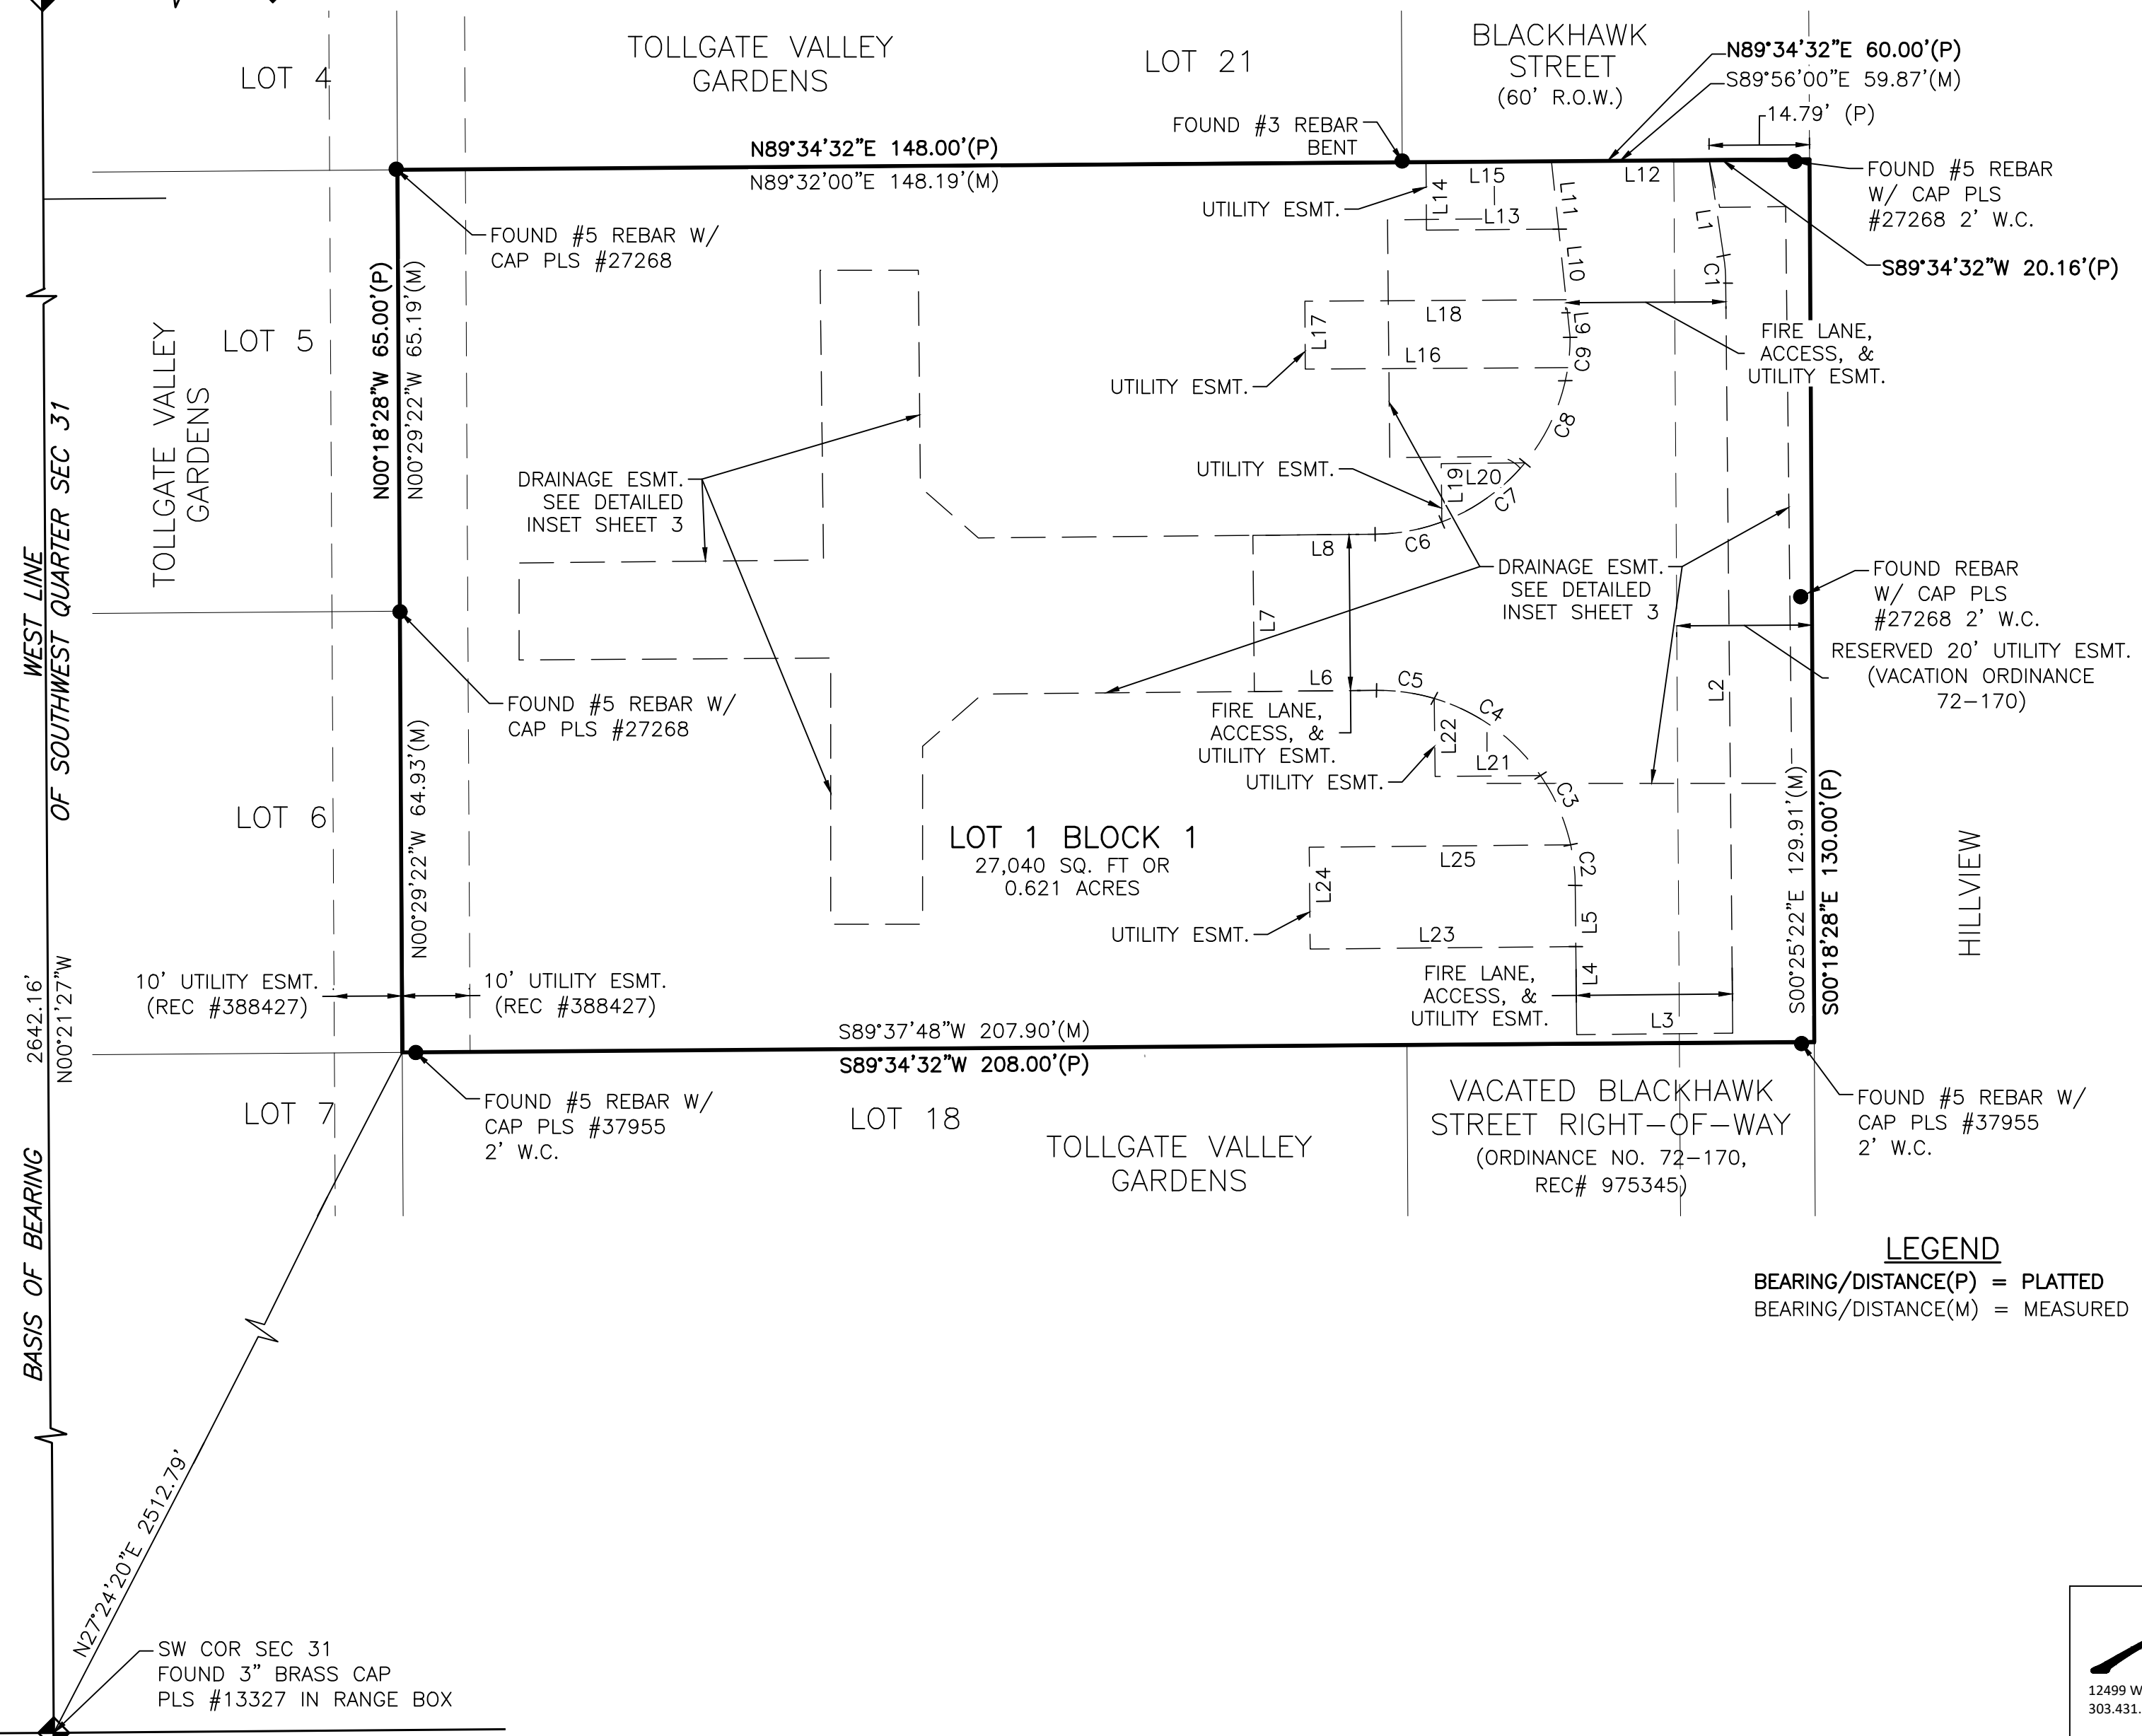 TOLLGATE VALLEY
GARDENS
LOT 21
BLACKHAWK
STREET
(60' R.O.W.)
N89°34'32"E 60.00'(P)
S89°56'00"E 59.87'(M)
14.79' (P)
LOT 4
FOUND #3 REBAR
BENT
N89°34'32"E 148.00'(P)
N89°32'00"E 148.19'(M)
FOUND #5 REBAR
W/ CAP PLS
#27268 2' W.C.
S89°34'32"W 20.16'(P)
L15
L12
L14
L13
L11
L1
UTILITY ESMT.
FOUND #5 REBAR W/
CAP PLS #27268
L10
C1
N00°18'28"W 65.00'(P)
N00°29'22"W 65.19'(M)
LOT 5
TOLLGATE VALLEY
GARDENS
L18
L17
L9
L16
C9
UTILITY ESMT.
FIRE LANE,
ACCESS, &
UTILITY ESMT.
C8
DRAINAGE ESMT.
SEE DETAILED
INSET SHEET 3
UTILITY ESMT.
L19
L20
C7
L8
C6
WEST LINE
OF SOUTHWEST QUARTER SEC 31
DRAINAGE ESMT.
SEE DETAILED
INSET SHEET 3
FOUND REBAR
W/ CAP PLS
#27268 2' W.C.
RESERVED 20' UTILITY ESMT.
(VACATION ORDINANCE
72-170)
L7
L6
C5
L2
FOUND #5 REBAR W/
CAP PLS #27268
FIRE LANE,
ACCESS, &
UTILITY ESMT.
C4
L22
L21
UTILITY ESMT.
C3
N00°29'22"W 64.93'(M)
LOT 6
LOT 1 BLOCK 1
27,040 SQ. FT OR
0.621 ACRES
L25
C2
L24
L23
L5
UTILITY ESMT.
S00°25'22"E 129.91'(M)
S00°18'28"E 130.00'(P)
HILLVIEW
10' UTILITY ESMT.
(REC #388427)
10' UTILITY ESMT.
(REC #388427)
FIRE LANE,
ACCESS, &
UTILITY ESMT.
L4
L3
2642.16'
N00°21'27"W
S89°37'48"W 207.90'(M)
S89°34'32"W 208.00'(P)
LOT 7
FOUND #5 REBAR W/
CAP PLS #37955
2' W.C.
LOT 18
TOLLGATE VALLEY
GARDENS
VACATED BLACKHAWK
STREET RIGHT-OF-WAY
(ORDINANCE NO. 72-170,
REC# 975345)
FOUND #5 REBAR W/
CAP PLS #37955
2' W.C.
BASIS OF BEARING
LEGEND
BEARING/DISTANCE(P) = PLATTED
BEARING/DISTANCE(M) = MEASURED
N27°24'20"E 2512.79'
SW COR SEC 31
FOUND 3" BRASS CAP
PLS #13327 IN RANGE BOX
12499 W
303.431.